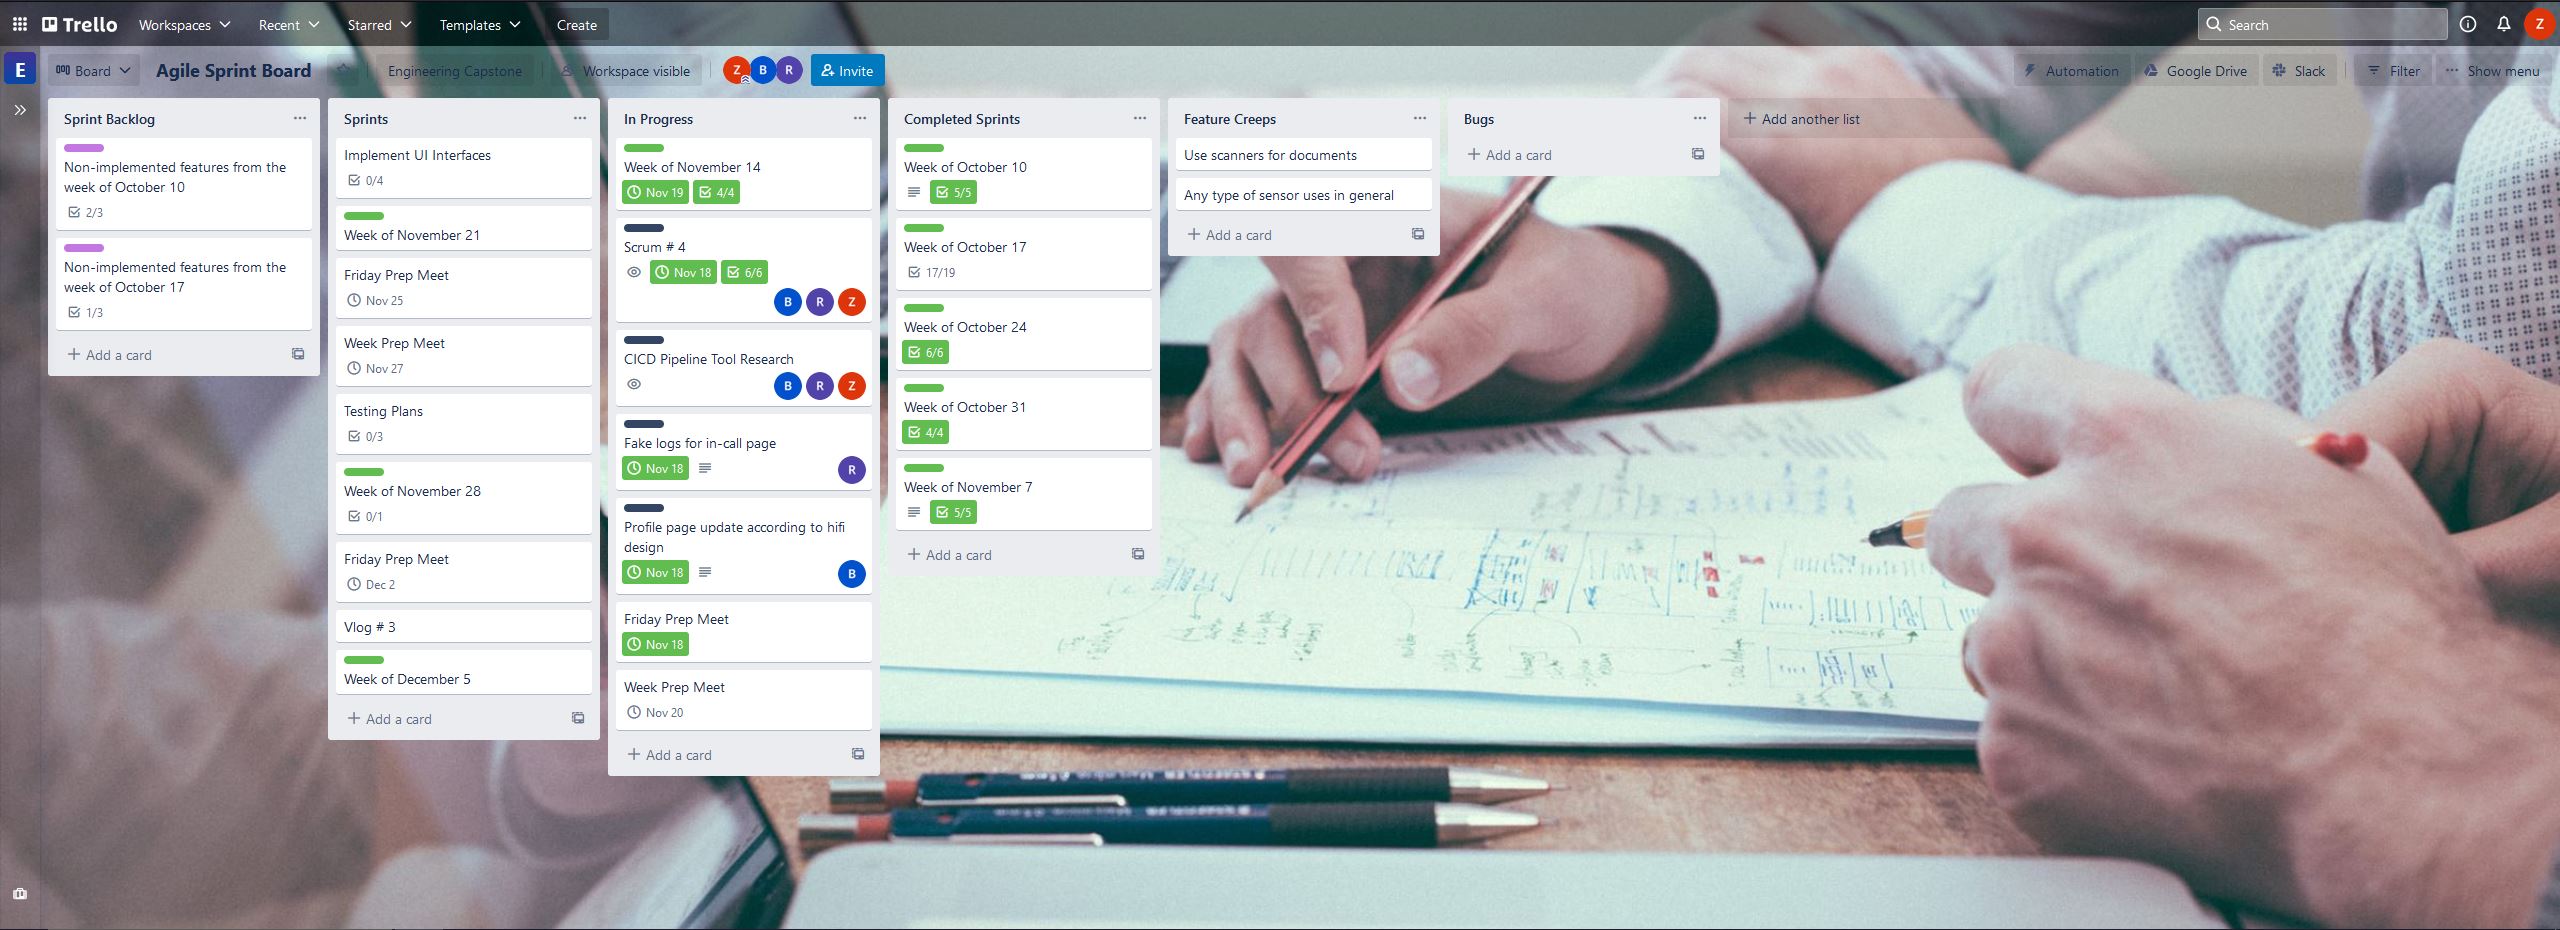 Trello Workspaces Recent Starred Templates Create Search Z
E Board Agile Sprint Board Engineering Capstone Workspace visible Z B R Invite Automation Google Drive Slack Filter Show menu
Sprint Backlog
Non-implemented features from the
week of October 10
2/3
Non-implemented features from the
week of October 17
1/3
Add a card
Sprints
Implement UI Interfaces
0/4
Week of November 21
Friday Prep Meet
Nov 25
Week Prep Meet
Nov 27
Testing Plans
0/3
Week of November 28
0/1
Friday Prep Meet
Dec 2
Vlog # 3
Week of December 5
Add a card
In Progress
Week of November 14
Nov 19 4/4
Scrum # 4
Nov 18 6/6
B R Z
CICD Pipeline Tool Research
B R Z
Fake logs for in-call page
Nov 18 R
Profile page update according to hifi
design
Nov 18 B
Friday Prep Meet
Nov 18
Week Prep Meet
Nov 20
Add a card
Completed Sprints
Week of October 10
5/5
Week of October 17
17/19
Week of October 24
6/6
Week of October 31
4/4
Week of November 7
5/5
Add a card
Feature Creeps
Use scanners for documents
Any type of sensor uses in general
Add a card
Bugs
Add a card
Add another list